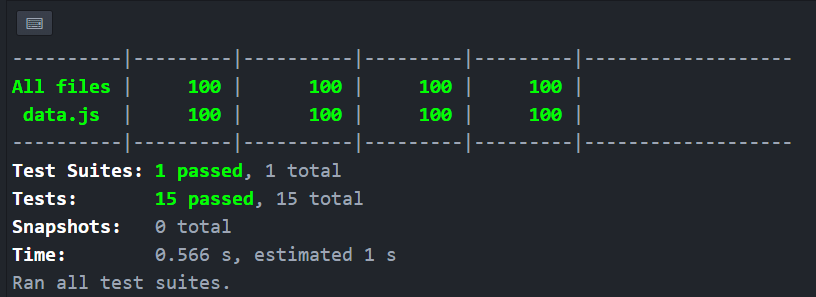 ----------|---------|----------|---------|---------|-------------------
All files |     100 |      100 |     100 |     100 |
 data.js  |     100 |      100 |     100 |     100 |
----------|---------|----------|---------|---------|-------------------
Test Suites: 1 passed, 1 total
Tests:       15 passed, 15 total
Snapshots:   0 total
Time:        0.566 s, estimated 1 s
Ran all test suites.